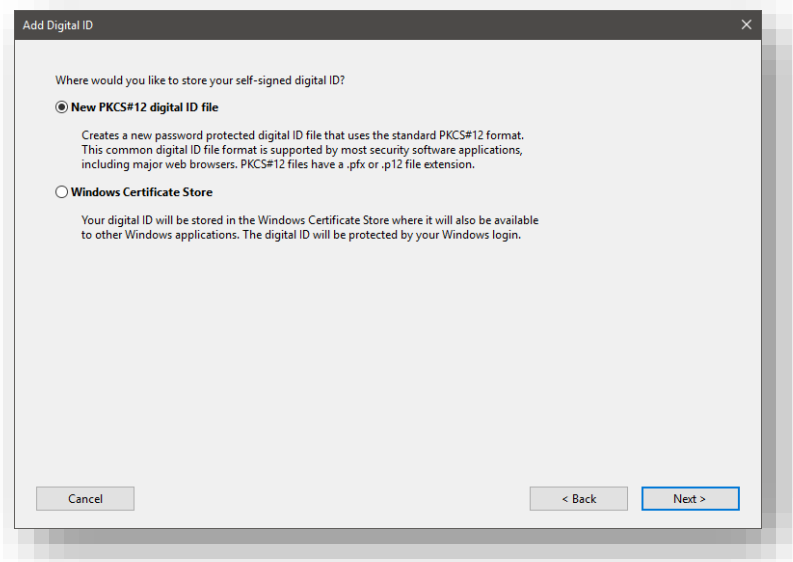 Add Digital ID
Where would you like to store your self-signed digital ID?
New PKCS#12 digital ID file
Creates a new password protected digital ID file that uses the standard PKCS#12 format.
This common digital ID file format is supported by most security software applications,
including major web browsers. PKCS#12 files have a .pfx or .p12 file extension.
Windows Certificate Store
Your digital ID will be stored in the Windows Certificate Store where it will also be available
to other Windows applications. The digital ID will be protected by your Windows login.
Cancel
< Back
Next >